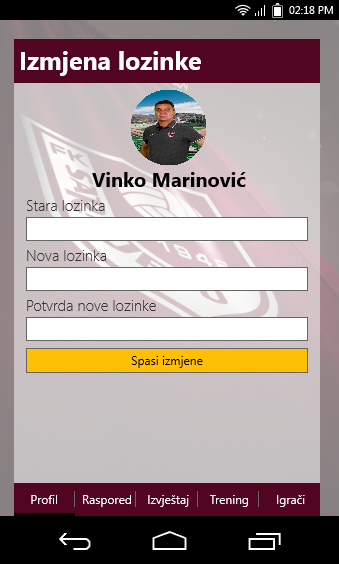 02:18 PM
Izmjena lozinke
Vinko Marinović
Stara lozinka
Nova lozinka
Potvrda nove lozinke
Spasi izmjene
Profil Raspored Izvještaj Trening Igrači